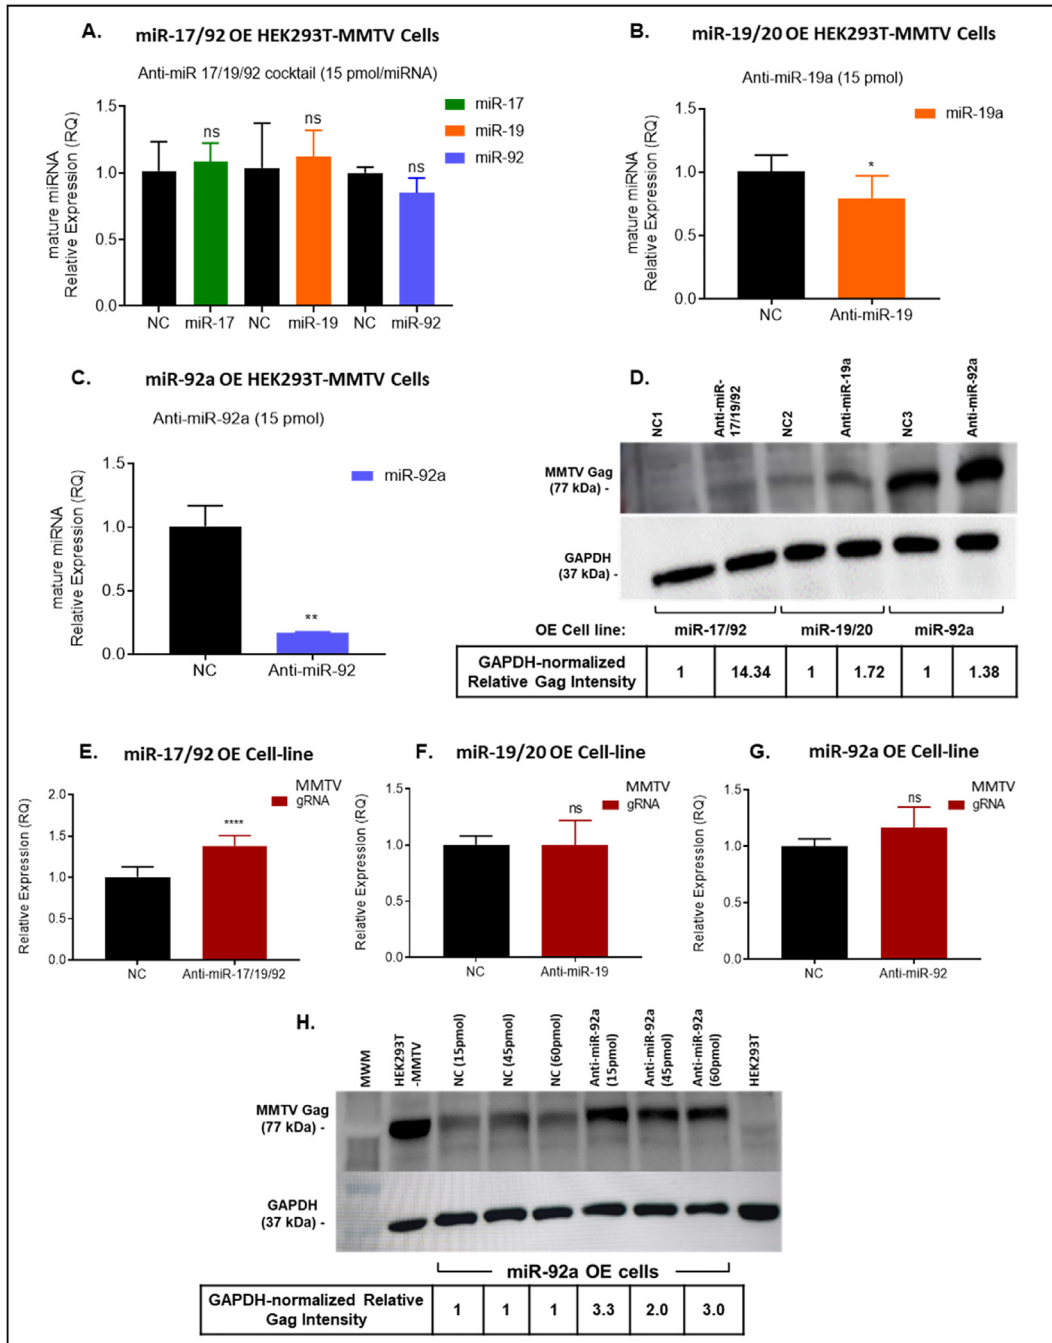 A.
miR-17/92 OE HEK293T-MMTV Cells
Anti-miR 17/19/92 cocktail (15 pmol/miRNA)
mature miRNA
Relative Expression (RQ)
1.5
1.0
0.5
0.0
ns
ns
ns
miR-17
miR-19
miR-92
NC miR-17 NC miR-19 NC miR-92
B.
miR-19/20 OE HEK293T-MMTV Cells
Anti-miR-19a (15 pmol)
mature miRNA
Relative Expression (RQ)
1.5
1.0
0.5
0.0
*
miR-19a
NC Anti-miR-19
C.
miR-92a OE HEK293T-MMTV Cells
Anti-miR-92a (15 pmol)
mature miRNA
Relative Expression (RQ)
1.5
1.0
0.5
0.0
**
miR-92a
NC Anti-miR-92
D.
NC1
Anti-miR-
17/19/92
NC2
Anti-miR-19a
NC3
Anti-miR-92a
MMTV Gag
(77 kDa) -
GAPDH
(37 kDa) -
OE Cell line: miR-17/92 miR-19/20 miR-92a
GAPDH-normalized
Relative Gag Intensity
1 14.34 1 1.72 1 1.38
E.
miR-17/92 OE Cell-line
Relative Expression (RQ)
2.0
1.5
1.0
0.5
0.0
****
MMTV
gRNA
NC Anti-miR-17/19/92
F.
miR-19/20 OE Cell-line
Relative Expression (RQ)
1.5
1.0
0.5
0.0
ns
MMTV
gRNA
NC Anti-miR-19
G.
miR-92a OE Cell-line
Relative Expression (RQ)
1.5
1.0
0.5
0.0
ns
MMTV
gRNA
NC Anti-miR-92
H.
MWM
HEK293T
-MMTV
NC (15pmol)
NC (45pmol)
NC (60pmol)
Anti-miR-92a
(15pmol)
Anti-miR-92a
(45pmol)
Anti-miR-92a
(60pmol)
HEK293T
MMTV Gag
(77 kDa) -
GAPDH
(37 kDa) -
miR-92a OE cells
GAPDH-normalized Relative
Gag Intensity
1 1 1 3.3 2.0 3.0